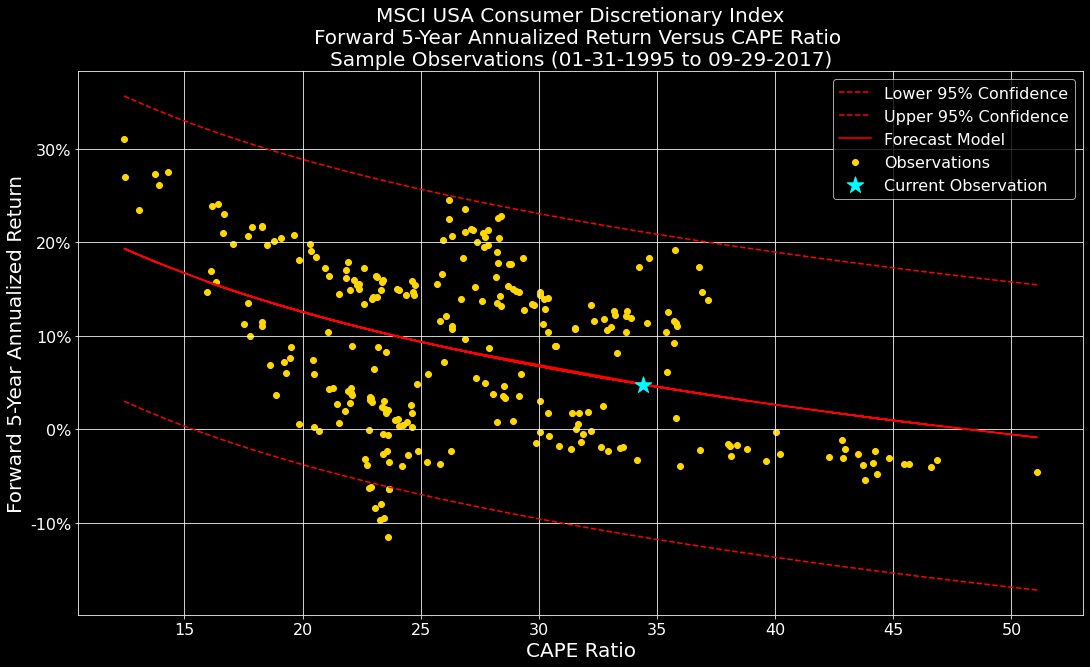 MSCI USA Consumer Discretionary Index
Forward 5-Year Annualized Return Versus CAPE Ratio
Sample Observations (01-31-1995 to 09-29-2017)
Lower 95% Confidence
Upper 95% Confidence
Forecast Model
Observations
Current Observation
Forward 5-Year Annualized Return
30%
20%
10%
0%
-10%
15 20 25 30 35 40 45 50
CAPE Ratio